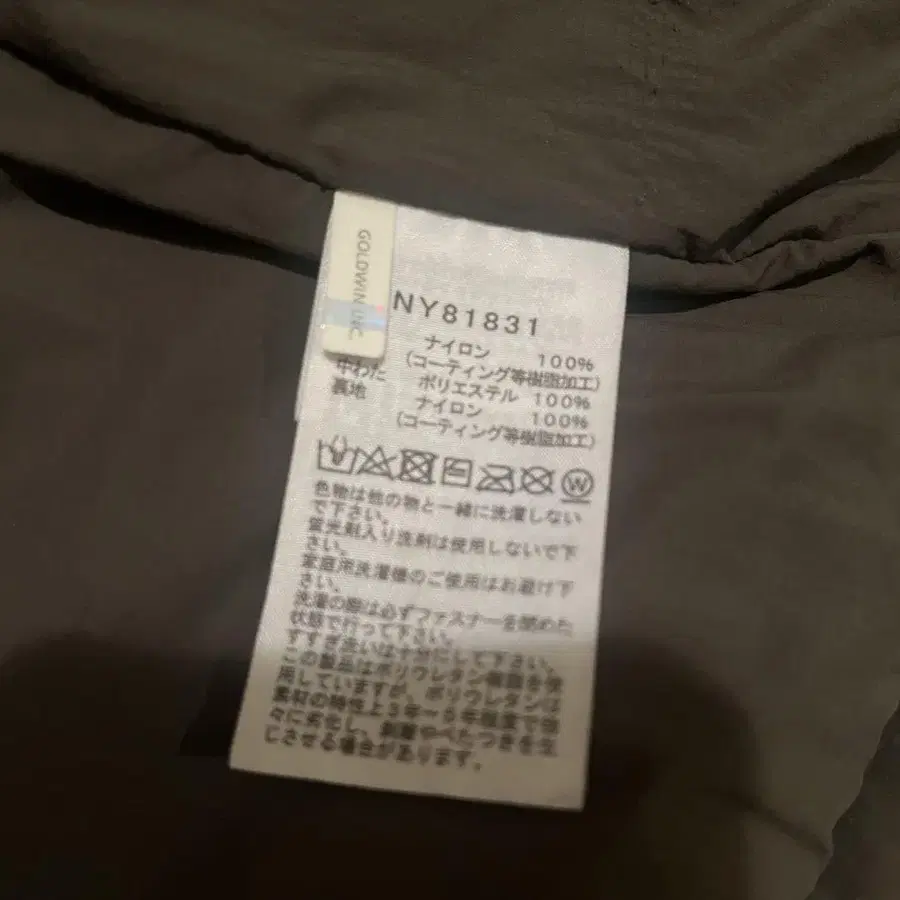 GOLDWIN INC.
NY81831
ナイロン 100%
(コーティング等樹脂加工)
中わた ポリエステル 100%
裏地 ナイロン 100%
(コーティング等樹脂加工)
W
色物は他の物と一緒に洗濯しない
で下さい。
蛍光剤入り洗剤は使用しないで下
さい。
家庭用洗濯機のご使用はお避け下
さい。
洗濯の際は必ずファスナーを閉めた
状態で行って下さい。
すすぎ洗いは十分にして下さい。
この製品はポリウレタン樹脂を使
用していますが、ポリウレタンは
素材の特性上
々に劣化し、剥離やべたつきを生
じさせる場合があります。